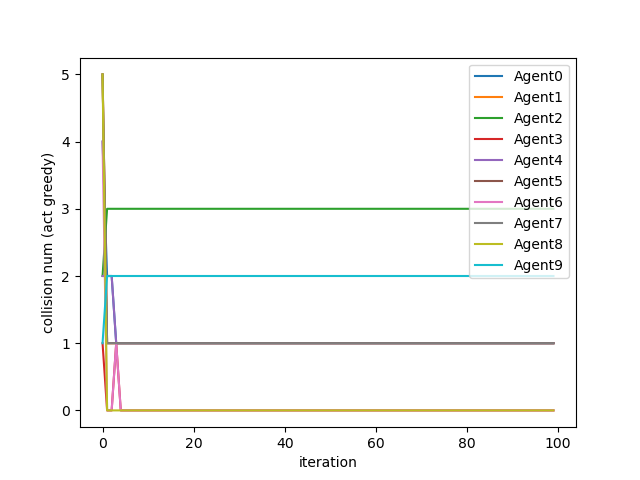 5
4
3
2
1
0
collision num (act greedy)
0
20
40
60
80
100
iteration
Agent0
Agent1
Agent2
Agent3
Agent4
Agent5
Agent6
Agent7
Agent8
Agent9